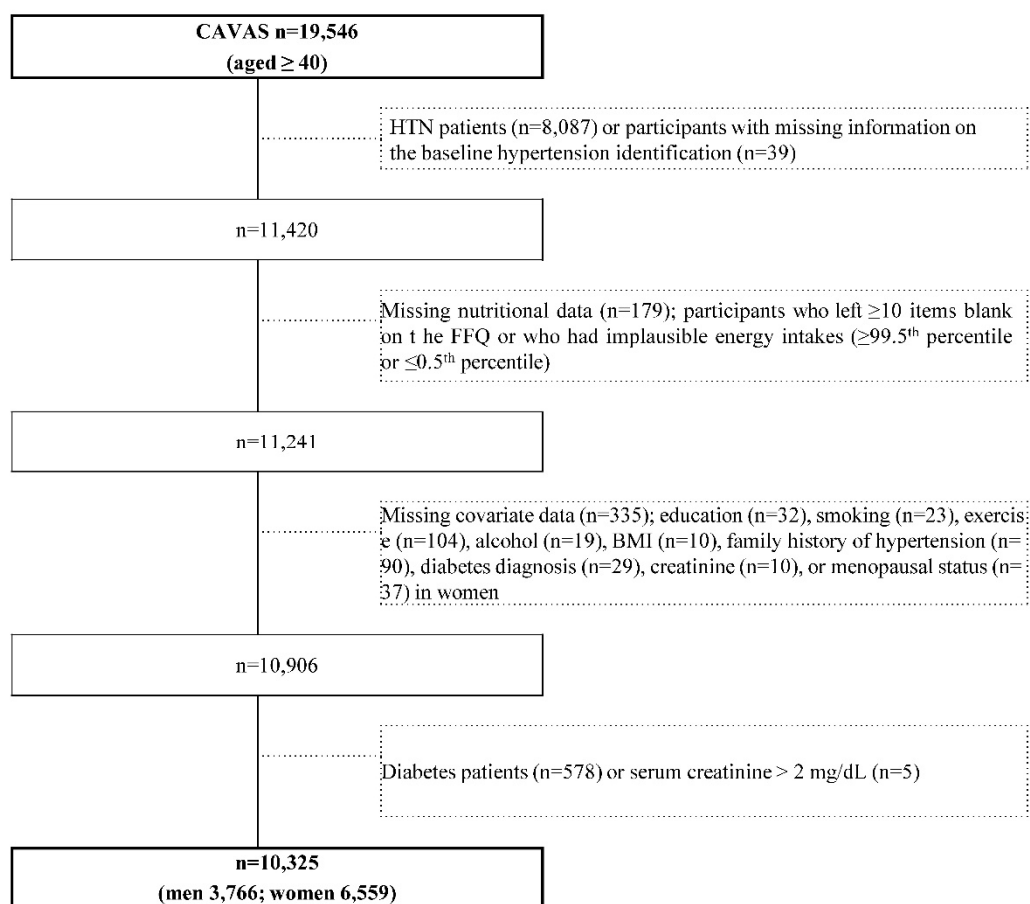 CAVAS n=19,546
(aged ≥ 40)
HTN patients (n=8,087) or participants with missing information on
the baseline hypertension identification (n=39)
n=11,420
Missing nutritional data (n=179); participants who left ≥10 items blank
on t he FFQ or who had implausible energy intakes (≥99.5th percentile
or ≤0.5th percentile)
n=11,241
Missing covariate data (n=335); education (n=32), smoking (n=23), exercis
e (n=104), alcohol (n=19), BMI (n=10), family history of hypertension (n=
90), diabetes diagnosis (n=29), creatinine (n=10), or menopausal status (n=
37) in women
n=10,906
Diabetes patients (n=578) or serum creatinine > 2 mg/dL (n=5)
n=10,325
(men 3,766; women 6,559)